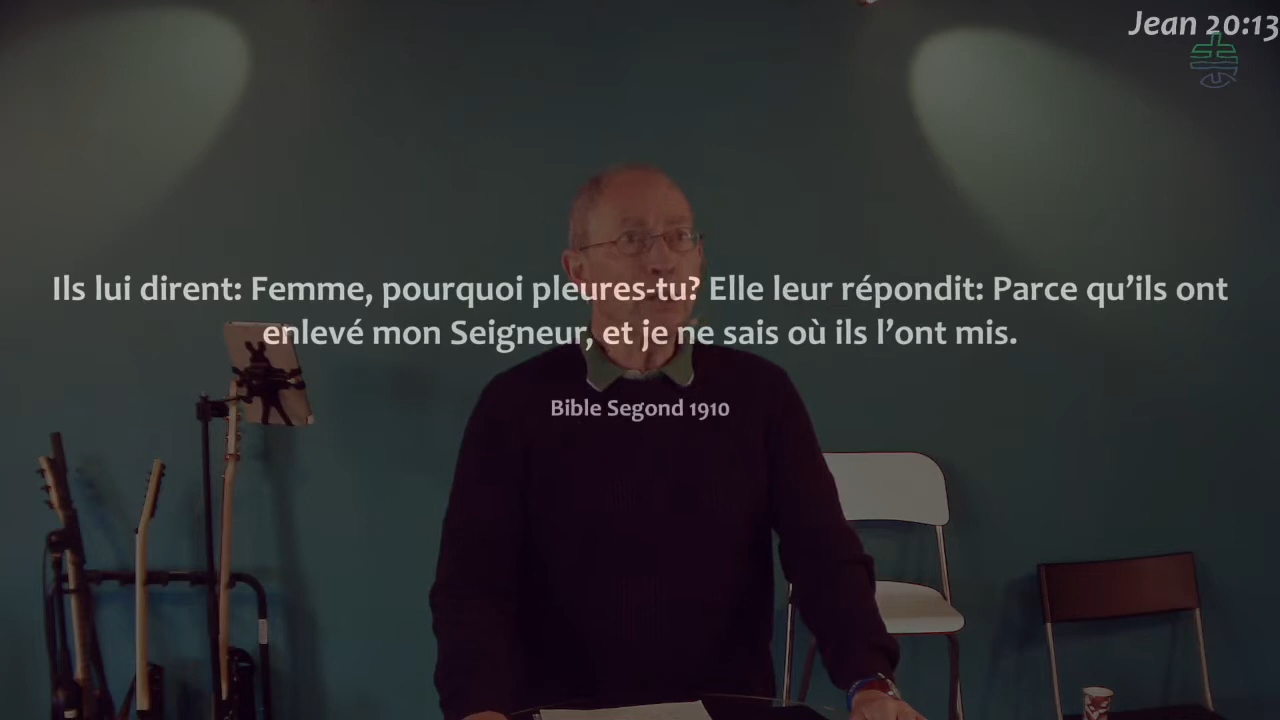 Jean 20:13
Ils lui dirent: Femme, pourquoi pleures-tu? Elle leur répondit: Parce qu’ils ont
enlevé mon Seigneur, et je ne sais où ils l’ont mis.
Bible Segond 1910